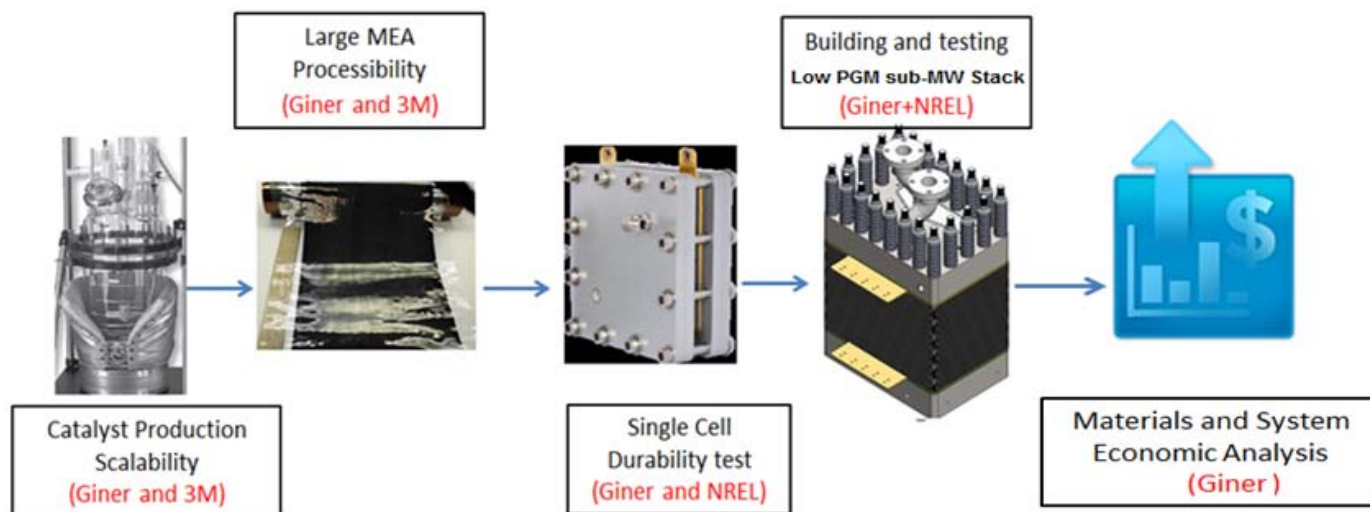 Large MEA
Processibility
(Giner and 3M)
Building and testing
Low PGM sub-MW Stack
(Giner+NREL)
$
Catalyst Production
Scalability
(Giner and 3M)
Single Cell
Durability test
(Giner and NREL)
Materials and System
Economic Analysis
(Giner )